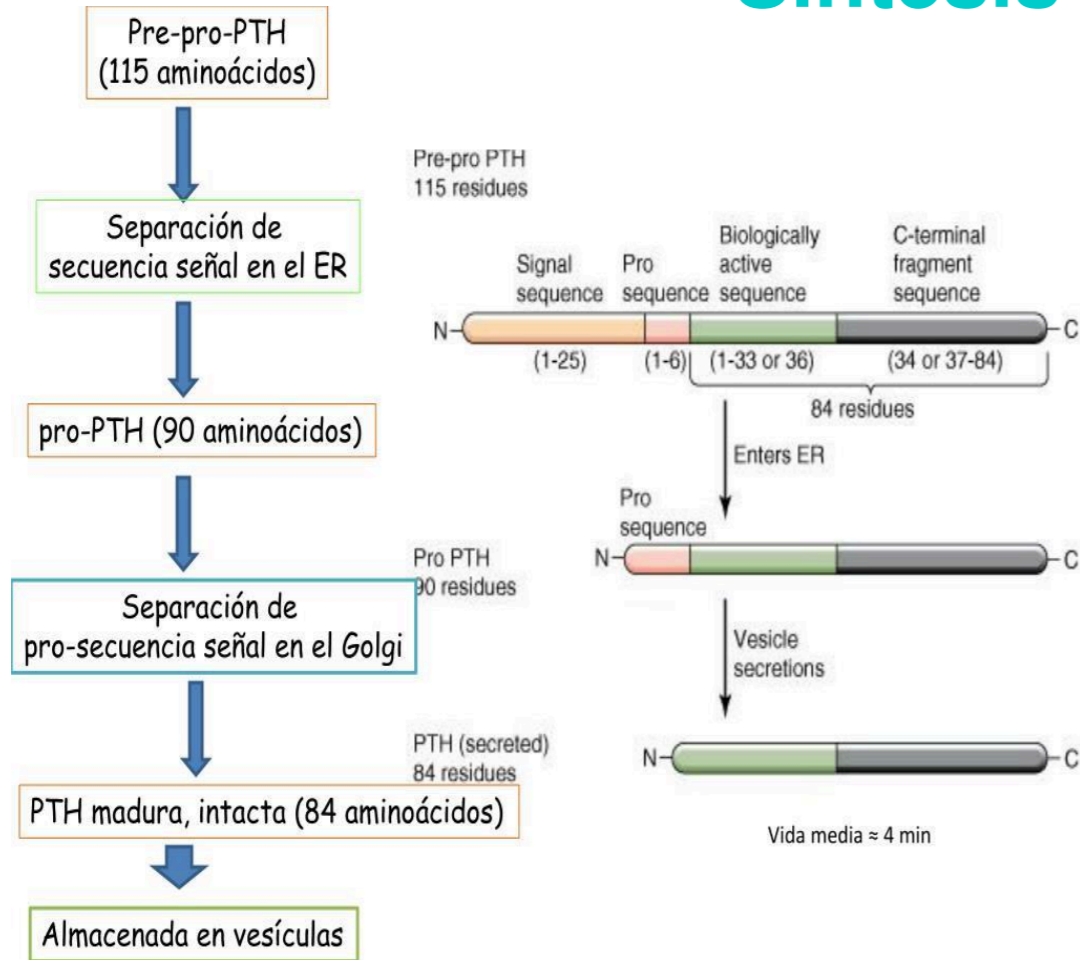 Síntesis
Pre-pro-PTH
(115 aminoácidos)
Separación de
secuencia señal en el ER
pro-PTH (90 aminoácidos)
Separación de
pro-secuencia señal en el Golgi
PTH madura, intacta (84 aminoácidos)
Almacenada en vesículas
Pre-pro PTH
115 residues
Signal
sequence
Pro
sequence
Biologically
active
sequence
C-terminal
fragment
sequence
N
C
(1-25)
(1-6)
(1-33 or 36)
(34 or 37-84)
84 residues
Enters ER
Pro
sequence
Pro PTH
90 residues
N
C
Vesicle
secretions
PTH (secreted)
84 residues
N
C
Vida media ≈ 4 min